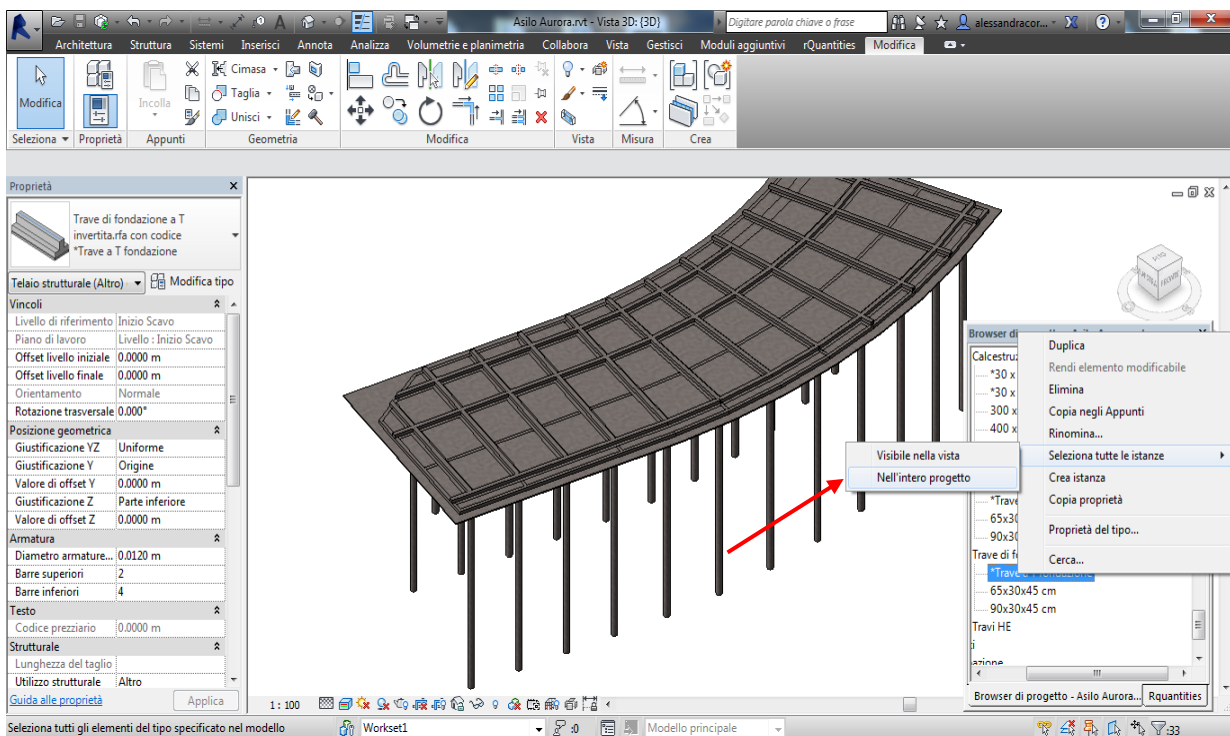 Asilo Aurora.rvt - Vista 3D: {3D}
Digitare parola chiave o frase
alessandracor...
Architettura Struttura Sistemi Inserisci Annota Analizza Volumetrie e planimetria Collabora Vista Gestisci Moduli aggiuntivi rQuantities Modifica
Modifica
Incolla
Cimasa
Taglia
Unisci
Seleziona Proprietà Appunti Geometria Modifica Vista Misura Crea
Proprietà
Trave di fondazione a T
invertita.rfa con codice
*Trave a T fondazione
Telaio strutturale (Altro) Modifica tipo
Vincoli
Livello di riferimento Inizio Scavo
Piano di lavoro Livello : Inizio Scavo
Offset livello iniziale 0.0000 m
Offset livello finale 0.0000 m
Orientamento Normale
Rotazione trasversale 0.000°
Posizione geometrica
Giustificazione YZ Uniforme
Giustificazione Y Origine
Valore di offset Y 0.0000 m
Giustificazione Z Parte inferiore
Valore di offset Z 0.0000 m
Armatura
Diametro armature... 0.0120 m
Barre superiori 2
Barre inferiori 4
Testo
Codice prezziario 0.0000 m
Strutturale
Lunghezza del taglio
Utilizzo strutturale Altro
Guida alle proprietà Applica
Browser di
Calcestruz
*30 x
*30 x
300 x
400 x
*Trave
65x30
90x30
Trave di fo
65x30x45 cm
90x30x45 cm
Travi HE
Browser di progetto - Asilo Aurora... Rquantities
Duplica
Rendi elemento modificabile
Elimina
Copia negli Appunti
Rinomina...
Seleziona tutte le istanze
Crea istanza
Copia proprietà
Proprietà del tipo...
Cerca...
Visibile nella vista
Nell'intero progetto
1 : 100
Seleziona tutti gli elementi del tipo specificato nel modello Workset1 :0 Modello principale :33